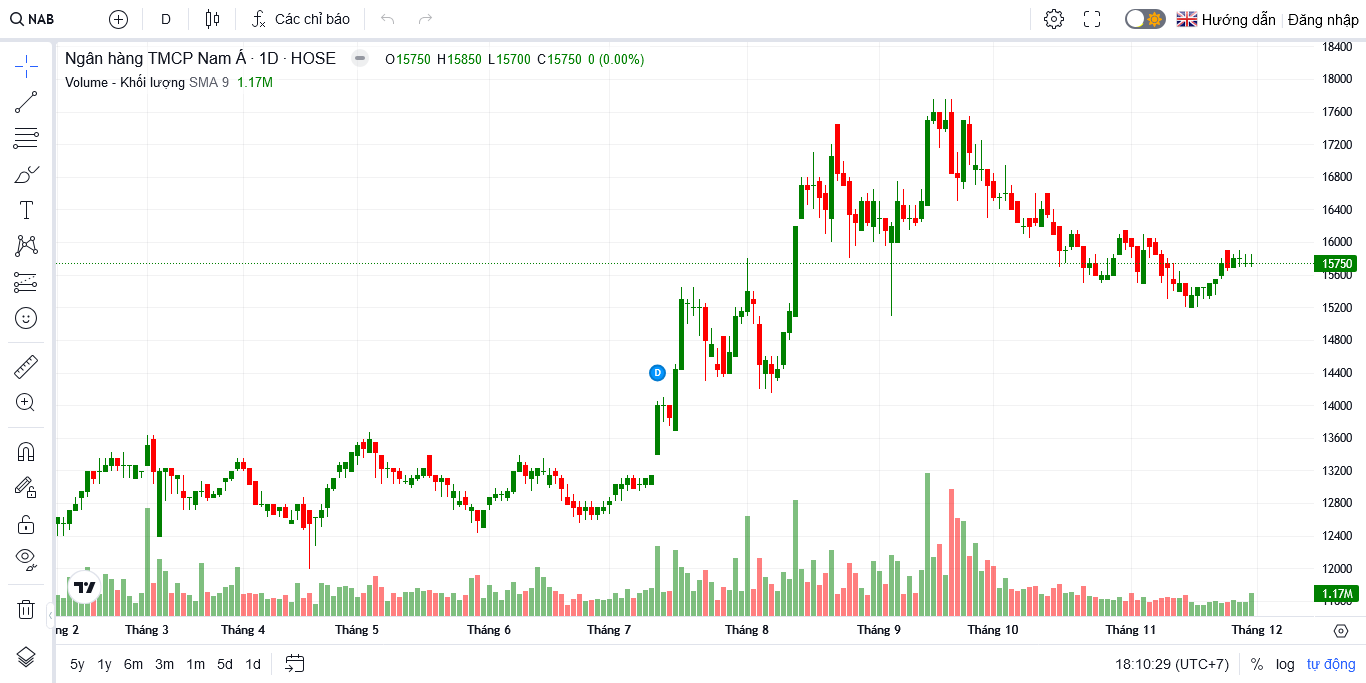 NAB
D
Các chỉ báo
Hướng dẫn
Đăng nhập
Ngân hàng TMCP Nam Á · 1D · HOSE
O15750 H15850 L15700 C15750 0 (0.00%)
Volume - Khối lượng SMA 9 1.17M
18400
18000
17600
17200
16800
16400
16000
15750
15600
15200
14800
14400
D
14000
13600
13200
12800
12400
12000
1.17M
ng 2
Tháng 3
Tháng 4
Tháng 5
Tháng 6
Tháng 7
Tháng 8
Tháng 9
Tháng 10
Tháng 11
Tháng 12
5y 1y 6m 3m 1m 5d 1d
18:10:29 (UTC+7)
% log tự động